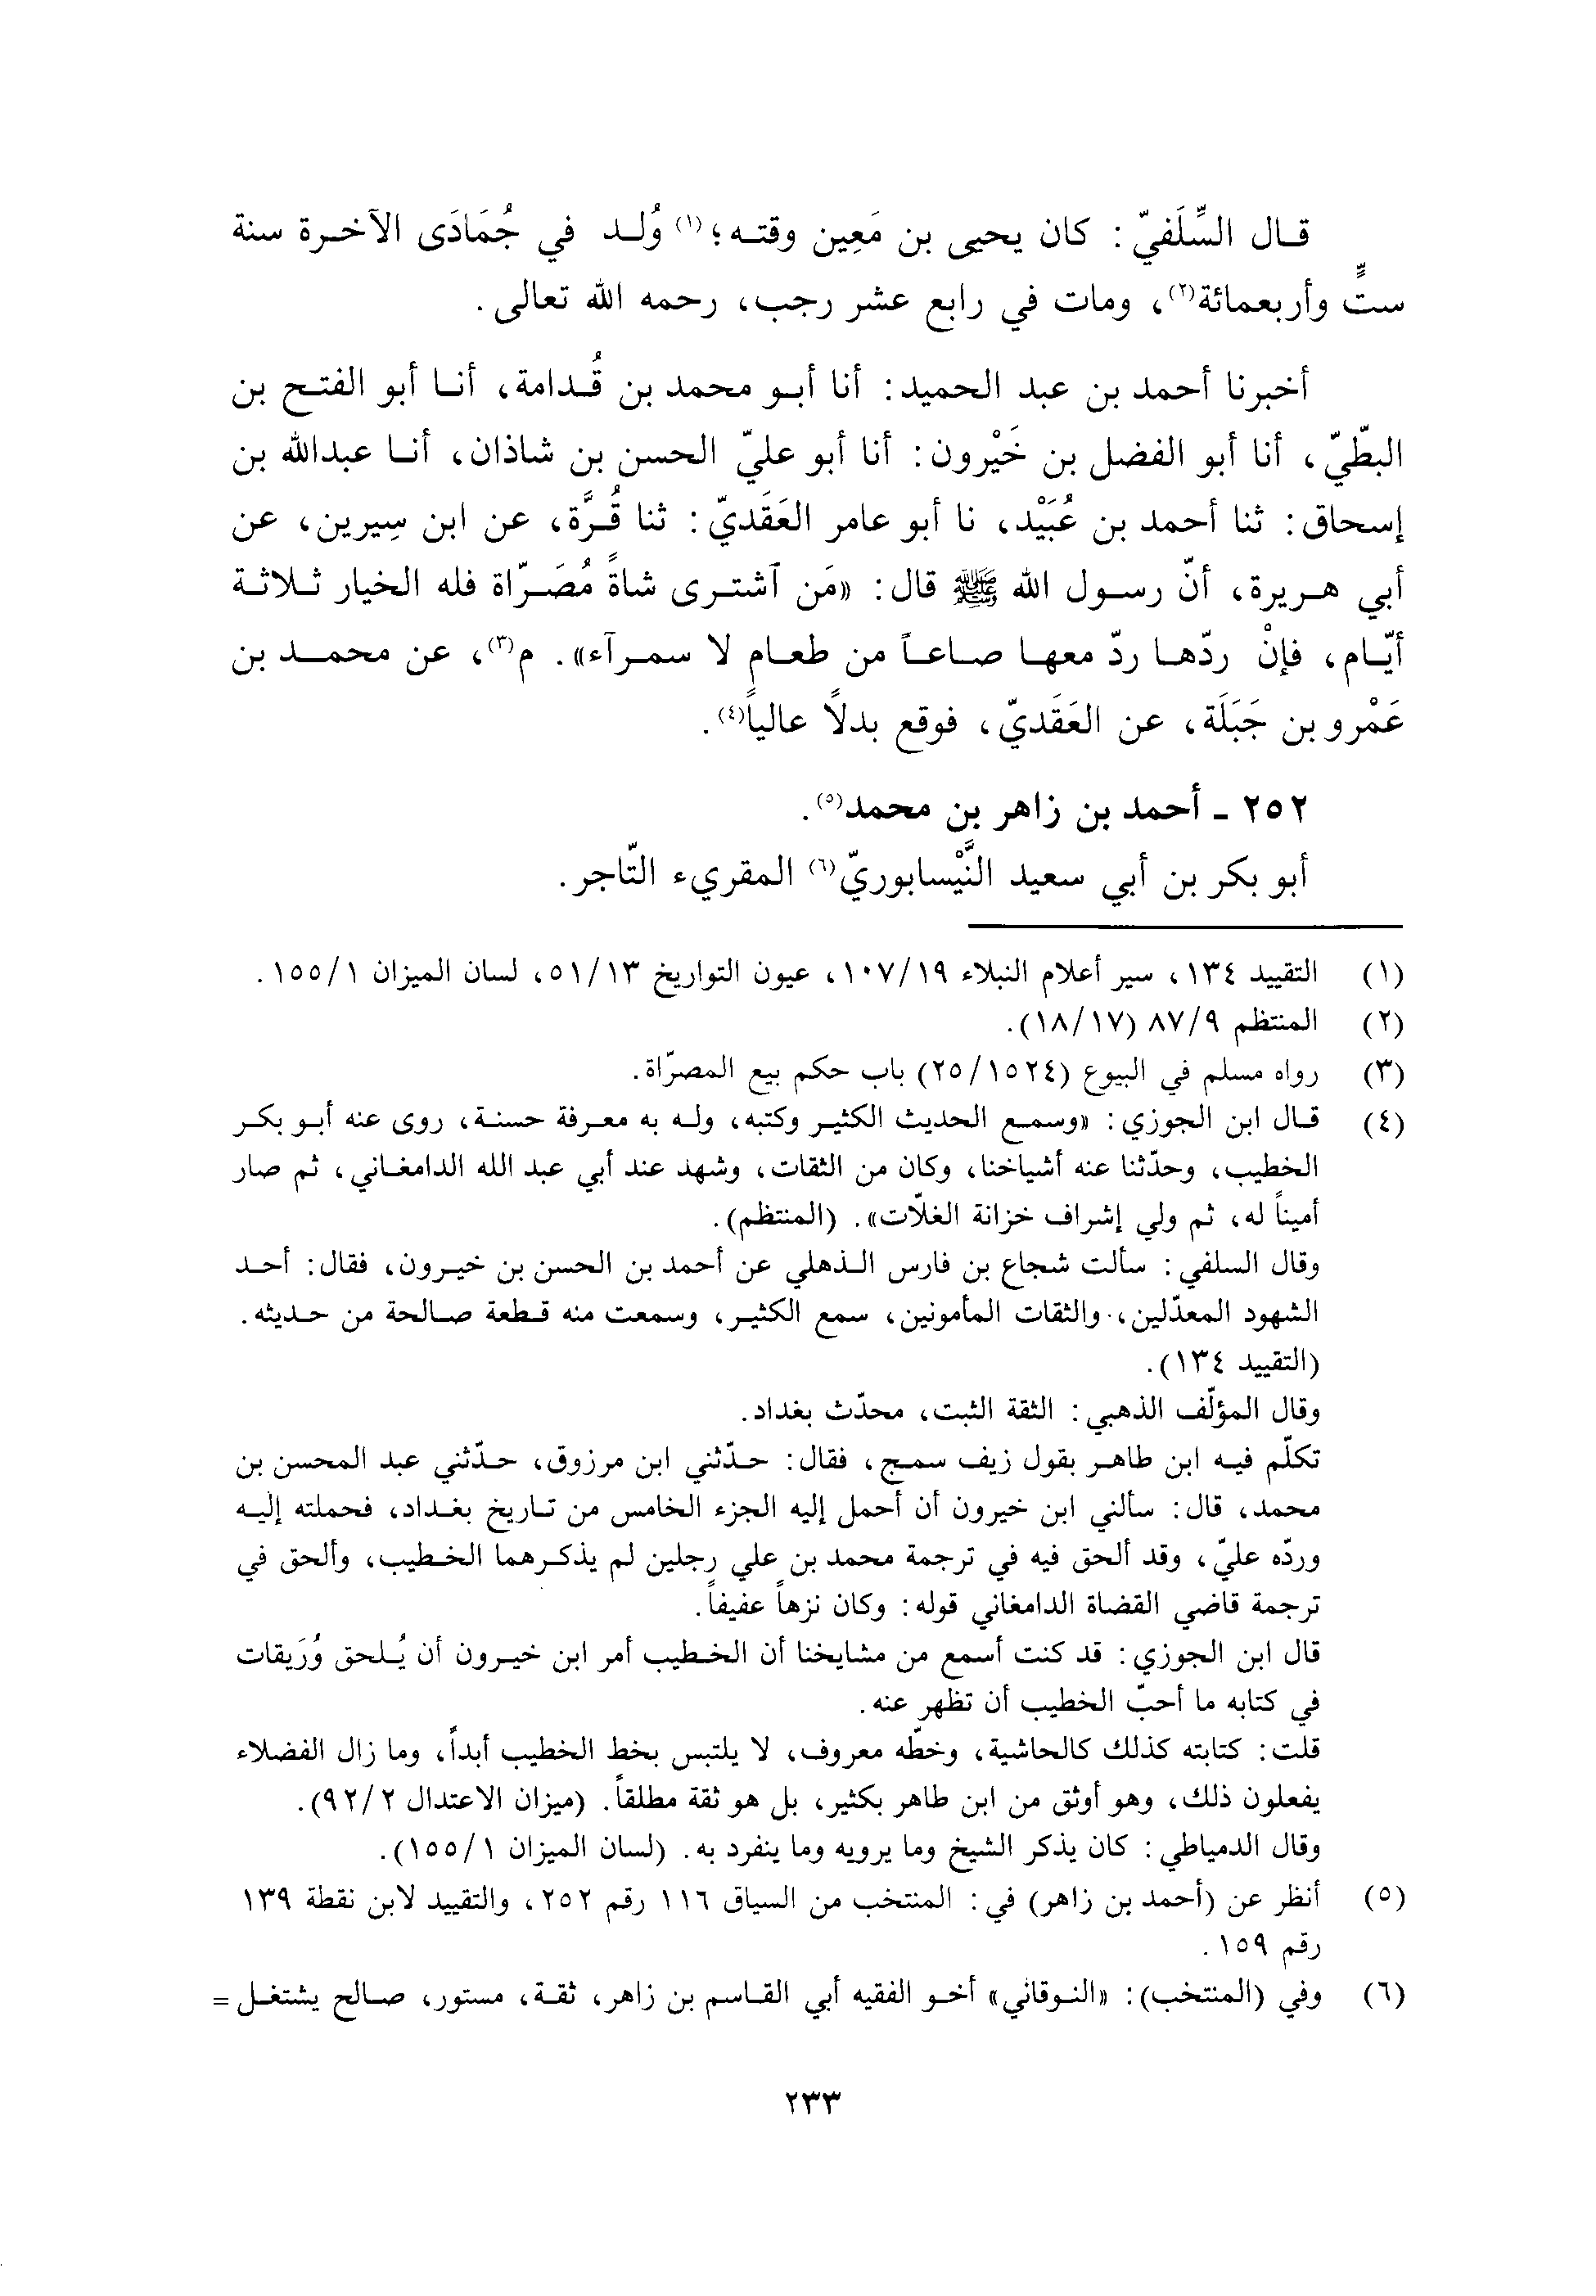 قال السِّلَفيّ: كان يحيى بن مَعِين وقته؛(١) وُلد في جُمَادَى الآخرة سنة
ستٍّ وأربعمائة(٢)، ومات في رابع عشر رجب، رحمه الله تعالى.
أخبرنا أحمد بن عبد الحميد: أنا أبو محمد بن قُدامة، أنا أبو الفتح بن
البطّيّ، أنا أبو الفضل بن خَيْرون: أنا أبو عليّ الحسن بن شاذان، أنا عبدالله بن
إسحاق: ثنا أحمد بن عُبَيْد، نا أبو عامر العَقَديّ: ثنا قُرَّة، عن ابن سِيرين، عن
أبي هريرة، أنّ رسول الله ﷺ قال: «مَن آشترى شاةً مُصَرّاة فله الخيار ثلاثة
أيّام، فإنْ ردّها ردّ معها صاعاً من طعام لا سمرآء». م(٣)، عن محمد بن
عَمْرو بن جَبَلَة، عن العَقَديّ، فوقع بدلًا عالياً(٤).
٢٥٢ - أحمد بن زاهر بن محمد(٥).
أبو بكر بن أبي سعيد النَّيْسابوريّ(٦) المقريء التّاجر.
(١) التقييد ١٣٤، سير أعلام النبلاء ١٠٧/١٩، عيون التواريخ ٥١/١٣، لسان الميزان ١٥٥/١.
(٢) المنتظم ٨٧/٩ (١٨/١٧).
(٣) رواه مسلم في البيوع (٢٥/١٥٢٤) باب حكم بيع المصرّاة.
(٤) قال ابن الجوزي: «وسمع الحديث الكثير وكتبه، وله به معرفة حسنة، روى عنه أبو بكر
الخطيب، وحدّثنا عنه أشياخنا، وكان من الثقات، وشهد عند أبي عبد الله الدامغاني، ثم صار
أميناً له، ثم ولي إشراف خزانة الغلّات». (المنتظم).
وقال السلفي: سألت شجاع بن فارس الذهلي عن أحمد بن الحسن بن خيرون، فقال: أحد
الشهود المعدّلين، والثقات المأمونين، سمع الكثير، وسمعت منه قطعة صالحة من حديثه.
(التقييد ١٣٤).
وقال المؤلّف الذهبي: الثقة الثبت، محدّث بغداد.
تكلّم فيه ابن طاهر بقول زيف سمج، فقال: حدّثني ابن مرزوق، حدّثني عبد المحسن بن
محمد، قال: سألني ابن خيرون أن أحمل إليه الجزء الخامس من تاريخ بغداد، فحملته إليه
وردّه عليّ، وقد ألحق فيه في ترجمة محمد بن علي رجلين لم يذكرهما الخطيب، وألحق في
ترجمة قاضي القضاة الدامغاني قوله: وكان نزهاً عفيفاً.
قال ابن الجوزي: قد كنت أسمع من مشايخنا أن الخطيب أمر ابن خيرون أن يُلحق وُرَيقات
في كتابه ما أحبّ الخطيب أن تظهر عنه.
قلت: كتابته كذلك كالحاشية، وخطّه معروف، لا يلتبس بخط الخطيب أبداً، وما زال الفضلاء
يفعلون ذلك، وهو أوثق من ابن طاهر بكثير، بل هو ثقة مطلقاً. (ميزان الاعتدال ٩٢/٢).
وقال الدمياطي: كان يذكر الشيخ وما يرويه وما ينفرد به. (لسان الميزان ١٥٥/١).
(٥) أنظر عن (أحمد بن زاهر) في: المنتخب من السياق ١١٦ رقم ٢٥٢، والتقييد لابن نقطة ١٣٩
رقم ١٥٩.
(٦) وفي (المنتخب): «النوقاني» أخو الفقيه أبي القاسم بن زاهر، ثقة، مستور، صالح يشتغل =
٢٣٣